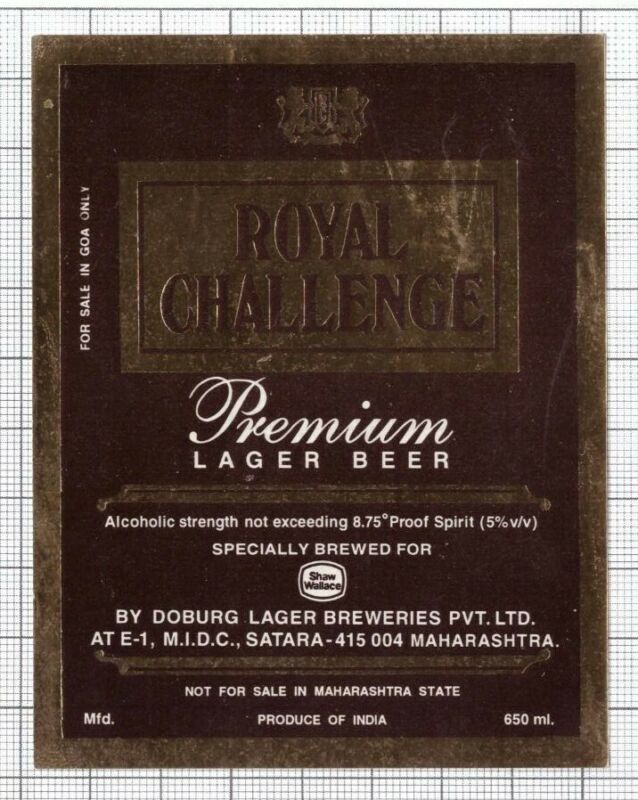 FOR SALE IN GOA ONLY
ROYAL
CHALLENGE
Premium
LAGER BEER
Alcoholic strength not exceeding 8.75° Proof Spirit (5% v/v)
SPECIALLY BREWED FOR
Shaw
Wallace
BY DOBURG LAGER BREWERIES PVT. LTD.
AT E-1, M.I.D.C., SATARA-415 004 MAHARASHTRA.
NOT FOR SALE IN MAHARASHTRA STATE
Mfd. PRODUCE OF INDIA 650 ml.